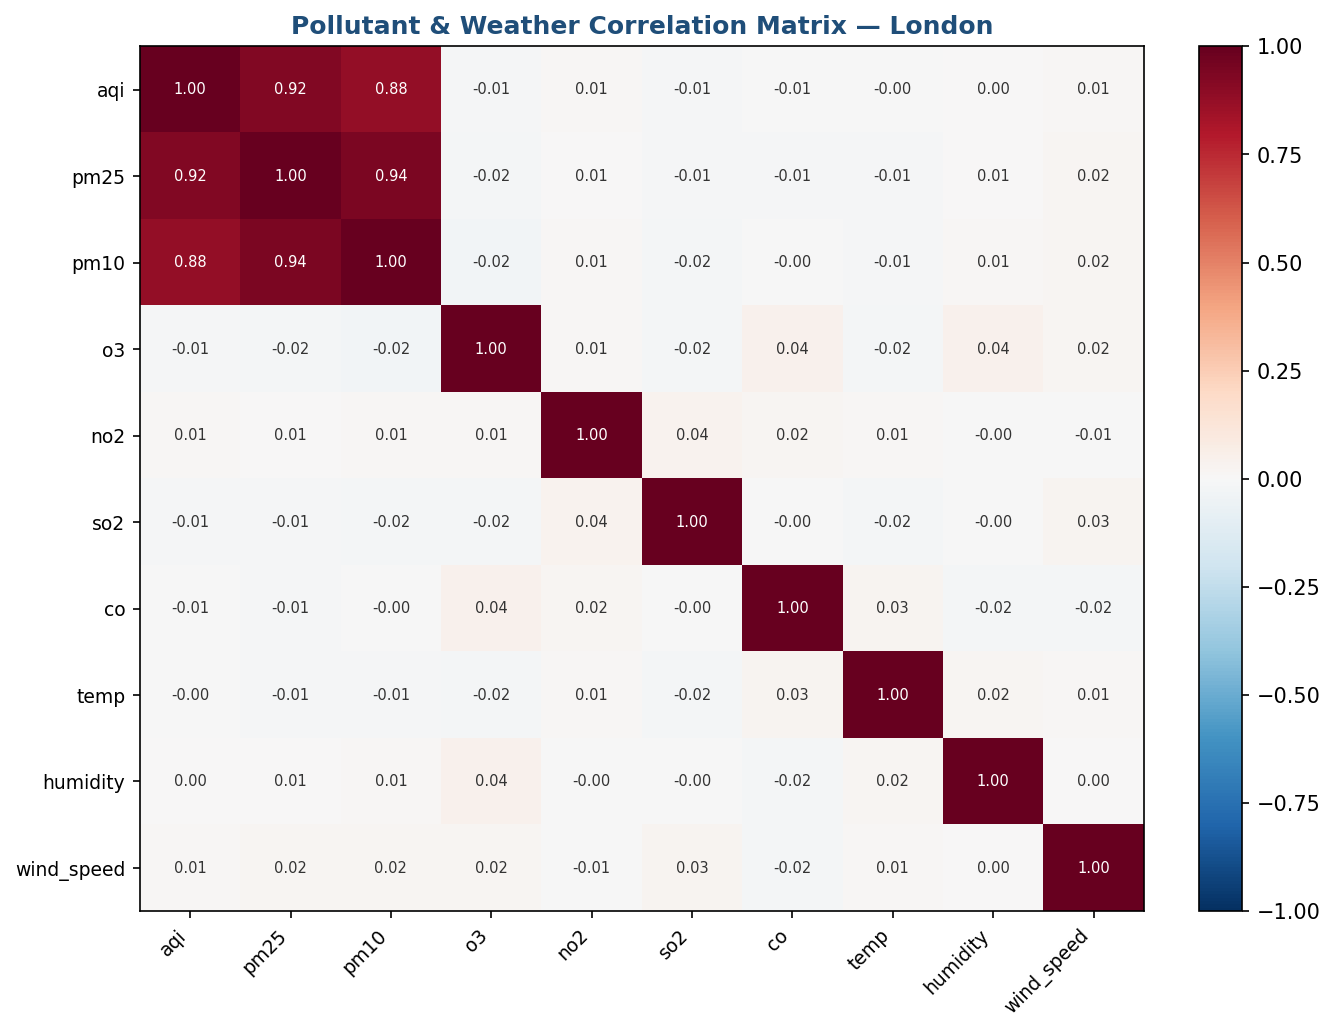 Pollutant & Weather Correlation Matrix — London
aqi 1.00 0.92 0.88 -0.01 0.01 -0.01 -0.01 -0.00 0.00 0.01
pm25 0.92 1.00 0.94 -0.02 0.01 -0.01 -0.01 -0.01 0.01 0.02
pm10 0.88 0.94 1.00 -0.02 0.01 -0.02 -0.00 -0.01 0.01 0.02
o3 -0.01 -0.02 -0.02 1.00 0.01 -0.02 0.04 -0.02 0.04 0.02
no2 0.01 0.01 0.01 0.01 1.00 0.04 0.02 0.01 -0.00 -0.01
so2 -0.01 -0.01 -0.02 -0.02 0.04 1.00 -0.00 -0.02 -0.00 0.03
co -0.01 -0.01 -0.00 0.04 0.02 -0.00 1.00 0.03 -0.02 -0.02
temp -0.00 -0.01 -0.01 -0.02 0.01 -0.02 0.03 1.00 0.02 0.01
humidity 0.00 0.01 0.01 0.04 -0.00 -0.00 -0.02 0.02 1.00 0.00
wind_speed 0.01 0.02 0.02 0.02 -0.01 0.03 -0.02 0.01 0.00 1.00
aqi pm25 pm10 o3 no2 so2 co temp humidity wind_speed
1.00
0.75
0.50
0.25
0.00
−0.25
−0.50
−0.75
−1.00